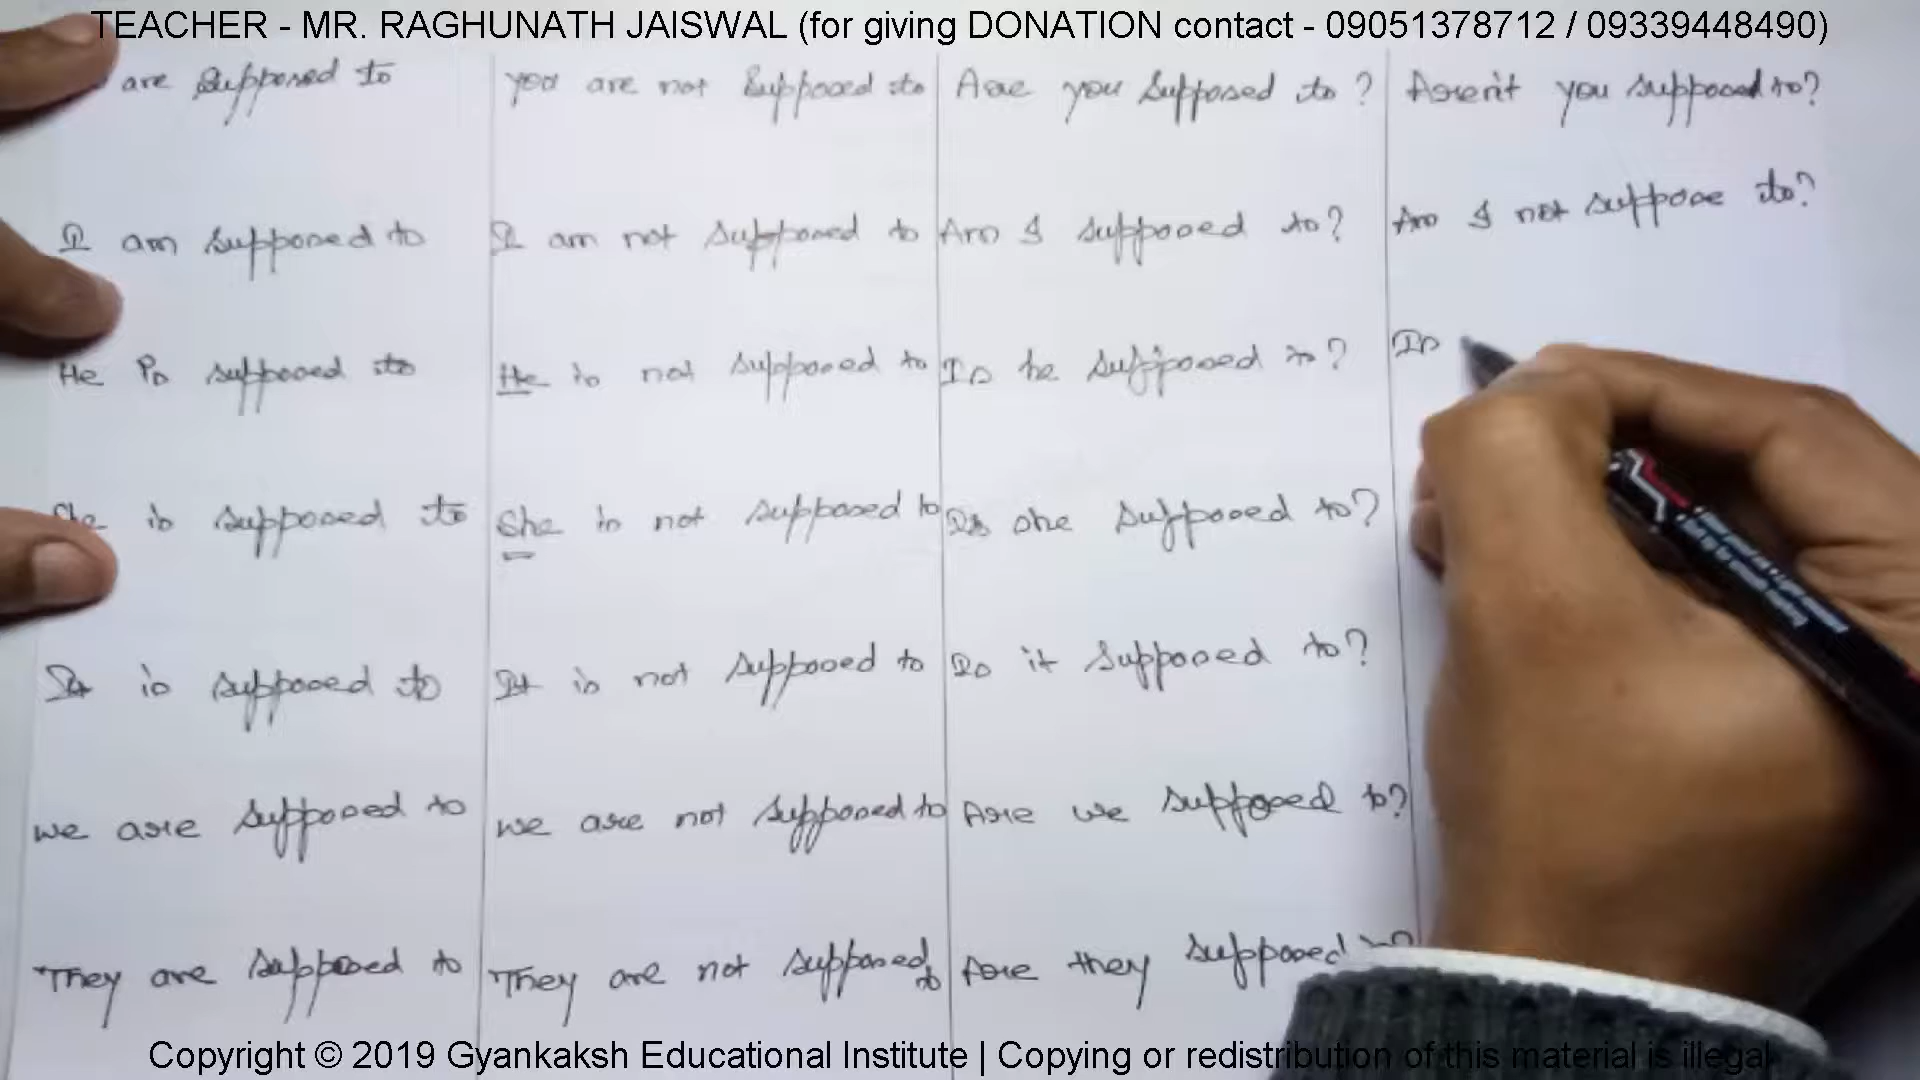 TEACHER - MR. RAGHUNATH JAISWAL (for giving DONATION contact - 09051378712 / 09339448490)
are supposed to you are not supposed to Are you supposed to? Aren't you supposed to?
I am supposed to I am not supposed to Am I supposed to? Am I not suppose to?
He is supposed to He is not supposed to Is he supposed to? Is
She is supposed to She is not supposed to Is she supposed to?
It is supposed to It is not supposed to Is it supposed to?
we are supposed to we are not supposed to Are we supposed to?
They are supposed to They are not supposed to Are they supposed to?
Copyright © 2019 Gyankaksh Educational Institute | Copying or redistribution of this material is illegal